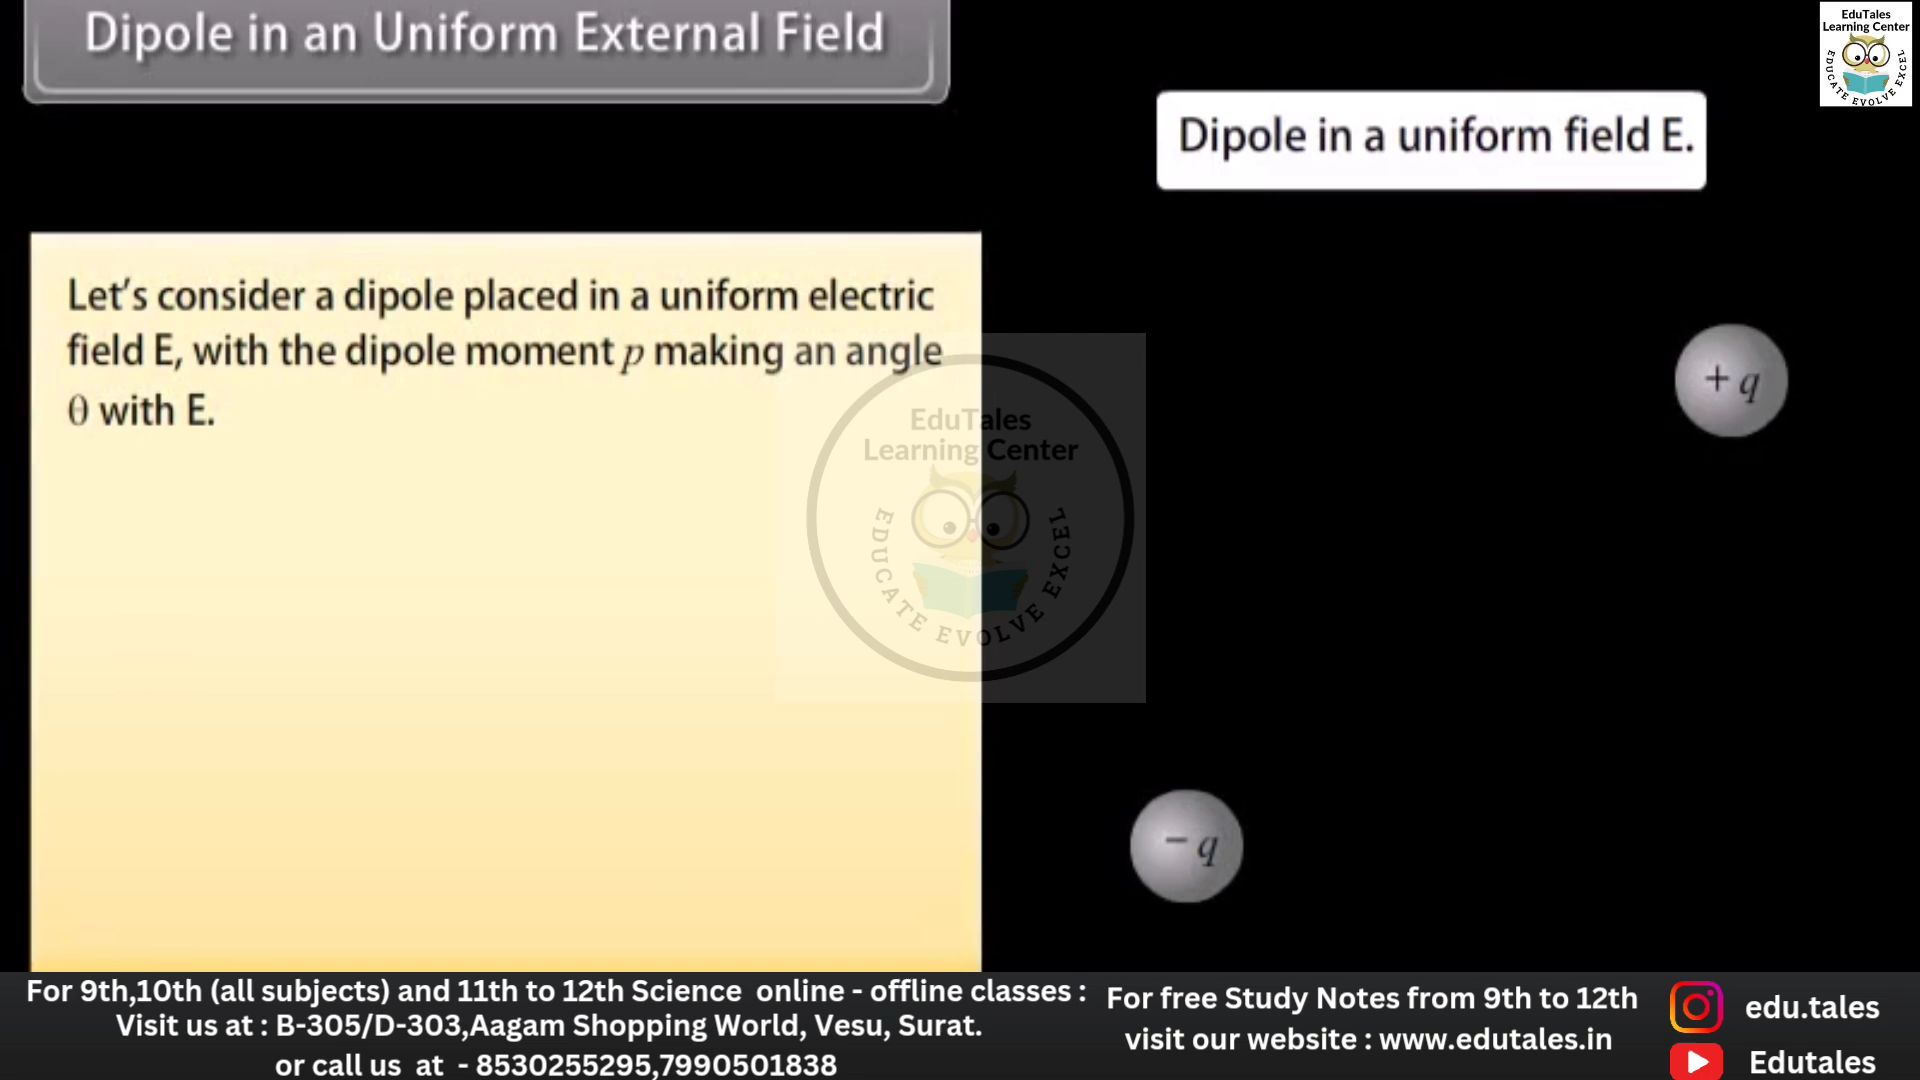 Dipole in an Uniform External Field
EduTales
Learning Center
EDUCATE EVOLVE EXCEL
Dipole in a uniform field E.
Let's consider a dipole placed in a uniform electric
field E, with the dipole moment p making an angle
θ with E.
+ q
EduTales
Learning Center
EDUCATE EVOLVE EXCEL
− q
For 9th,10th (all subjects) and 11th to 12th Science online - offline classes :
Visit us at : B-305/D-303,Aagam Shopping World, Vesu, Surat.
or call us at - 8530255295,7990501838
For free Study Notes from 9th to 12th
visit our website : www.edutales.in
edu.tales
Edutales